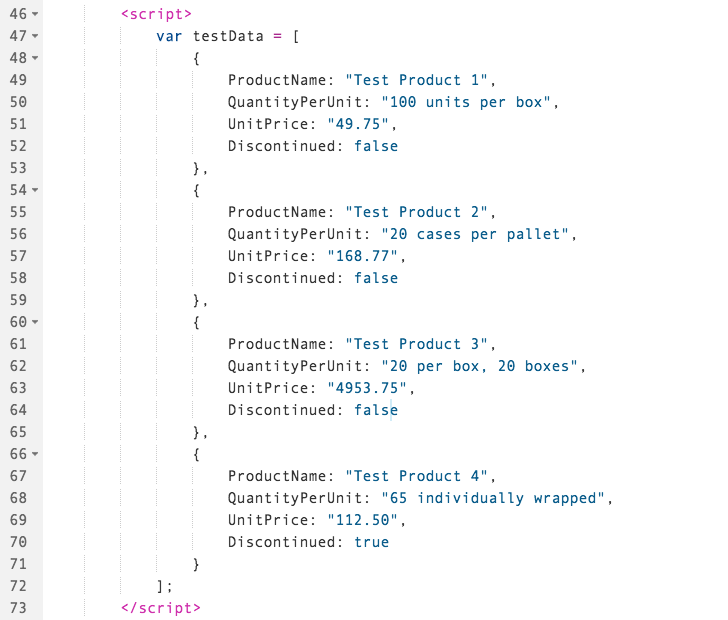 46 <script>
47 var testData = [
48 {
49 ProductName: "Test Product 1",
50 QuantityPerUnit: "100 units per box",
51 UnitPrice: "49.75",
52 Discontinued: false
53 },
54 {
55 ProductName: "Test Product 2",
56 QuantityPerUnit: "20 cases per pallet",
57 UnitPrice: "168.77",
58 Discontinued: false
59 },
60 {
61 ProductName: "Test Product 3",
62 QuantityPerUnit: "20 per box, 20 boxes",
63 UnitPrice: "4953.75",
64 Discontinued: false
65 },
66 {
67 ProductName: "Test Product 4",
68 QuantityPerUnit: "65 individually wrapped",
69 UnitPrice: "112.50",
70 Discontinued: true
71 }
72 ];
73 </script>